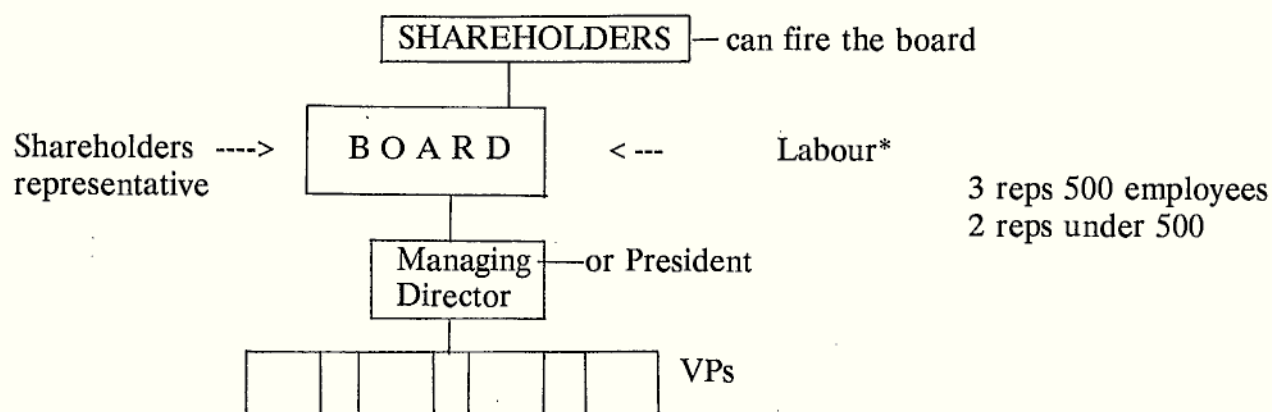 SHAREHOLDERS — can fire the board
Shareholders ----> B O A R D < --- Labour*
representative
3 reps 500 employees
2 reps under 500
Managing — or President
Director
VPs